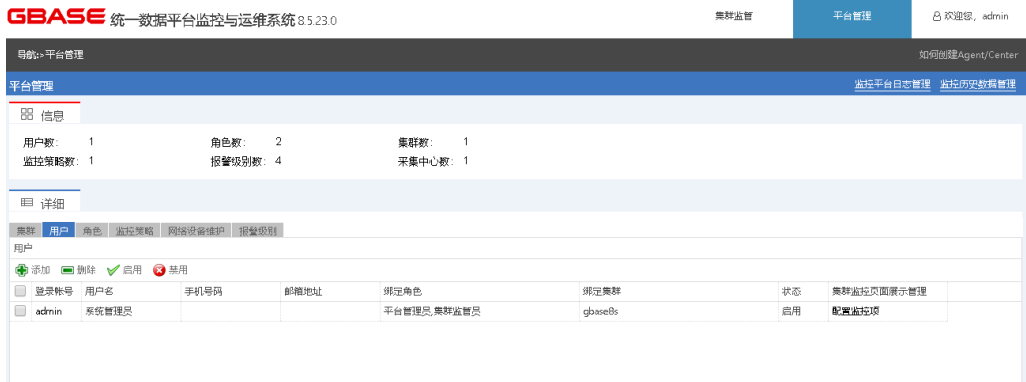 GBASE 统一数据平台监控与运维系统 8.5.23.0 集群监管 平台管理 欢迎您，admin
导航:>平台管理 如何创建Agent/Center
平台管理 监控平台日志管理 监控历史数据管理
信息
用户数: 1 角色数: 2 集群数: 1
监控策略数: 1 报警级别数: 4 采集中心数: 1
详细
集群 用户 角色 监控策略 网络设备维护 报警级别
用户
添加 删除 启用 禁用
登录帐号 用户名 手机号码 邮箱地址 绑定角色 绑定集群 状态 集群监控页面展示管理
admin 系统管理员 平台管理员,集群监管员 gbase8s 启用 配置监控项